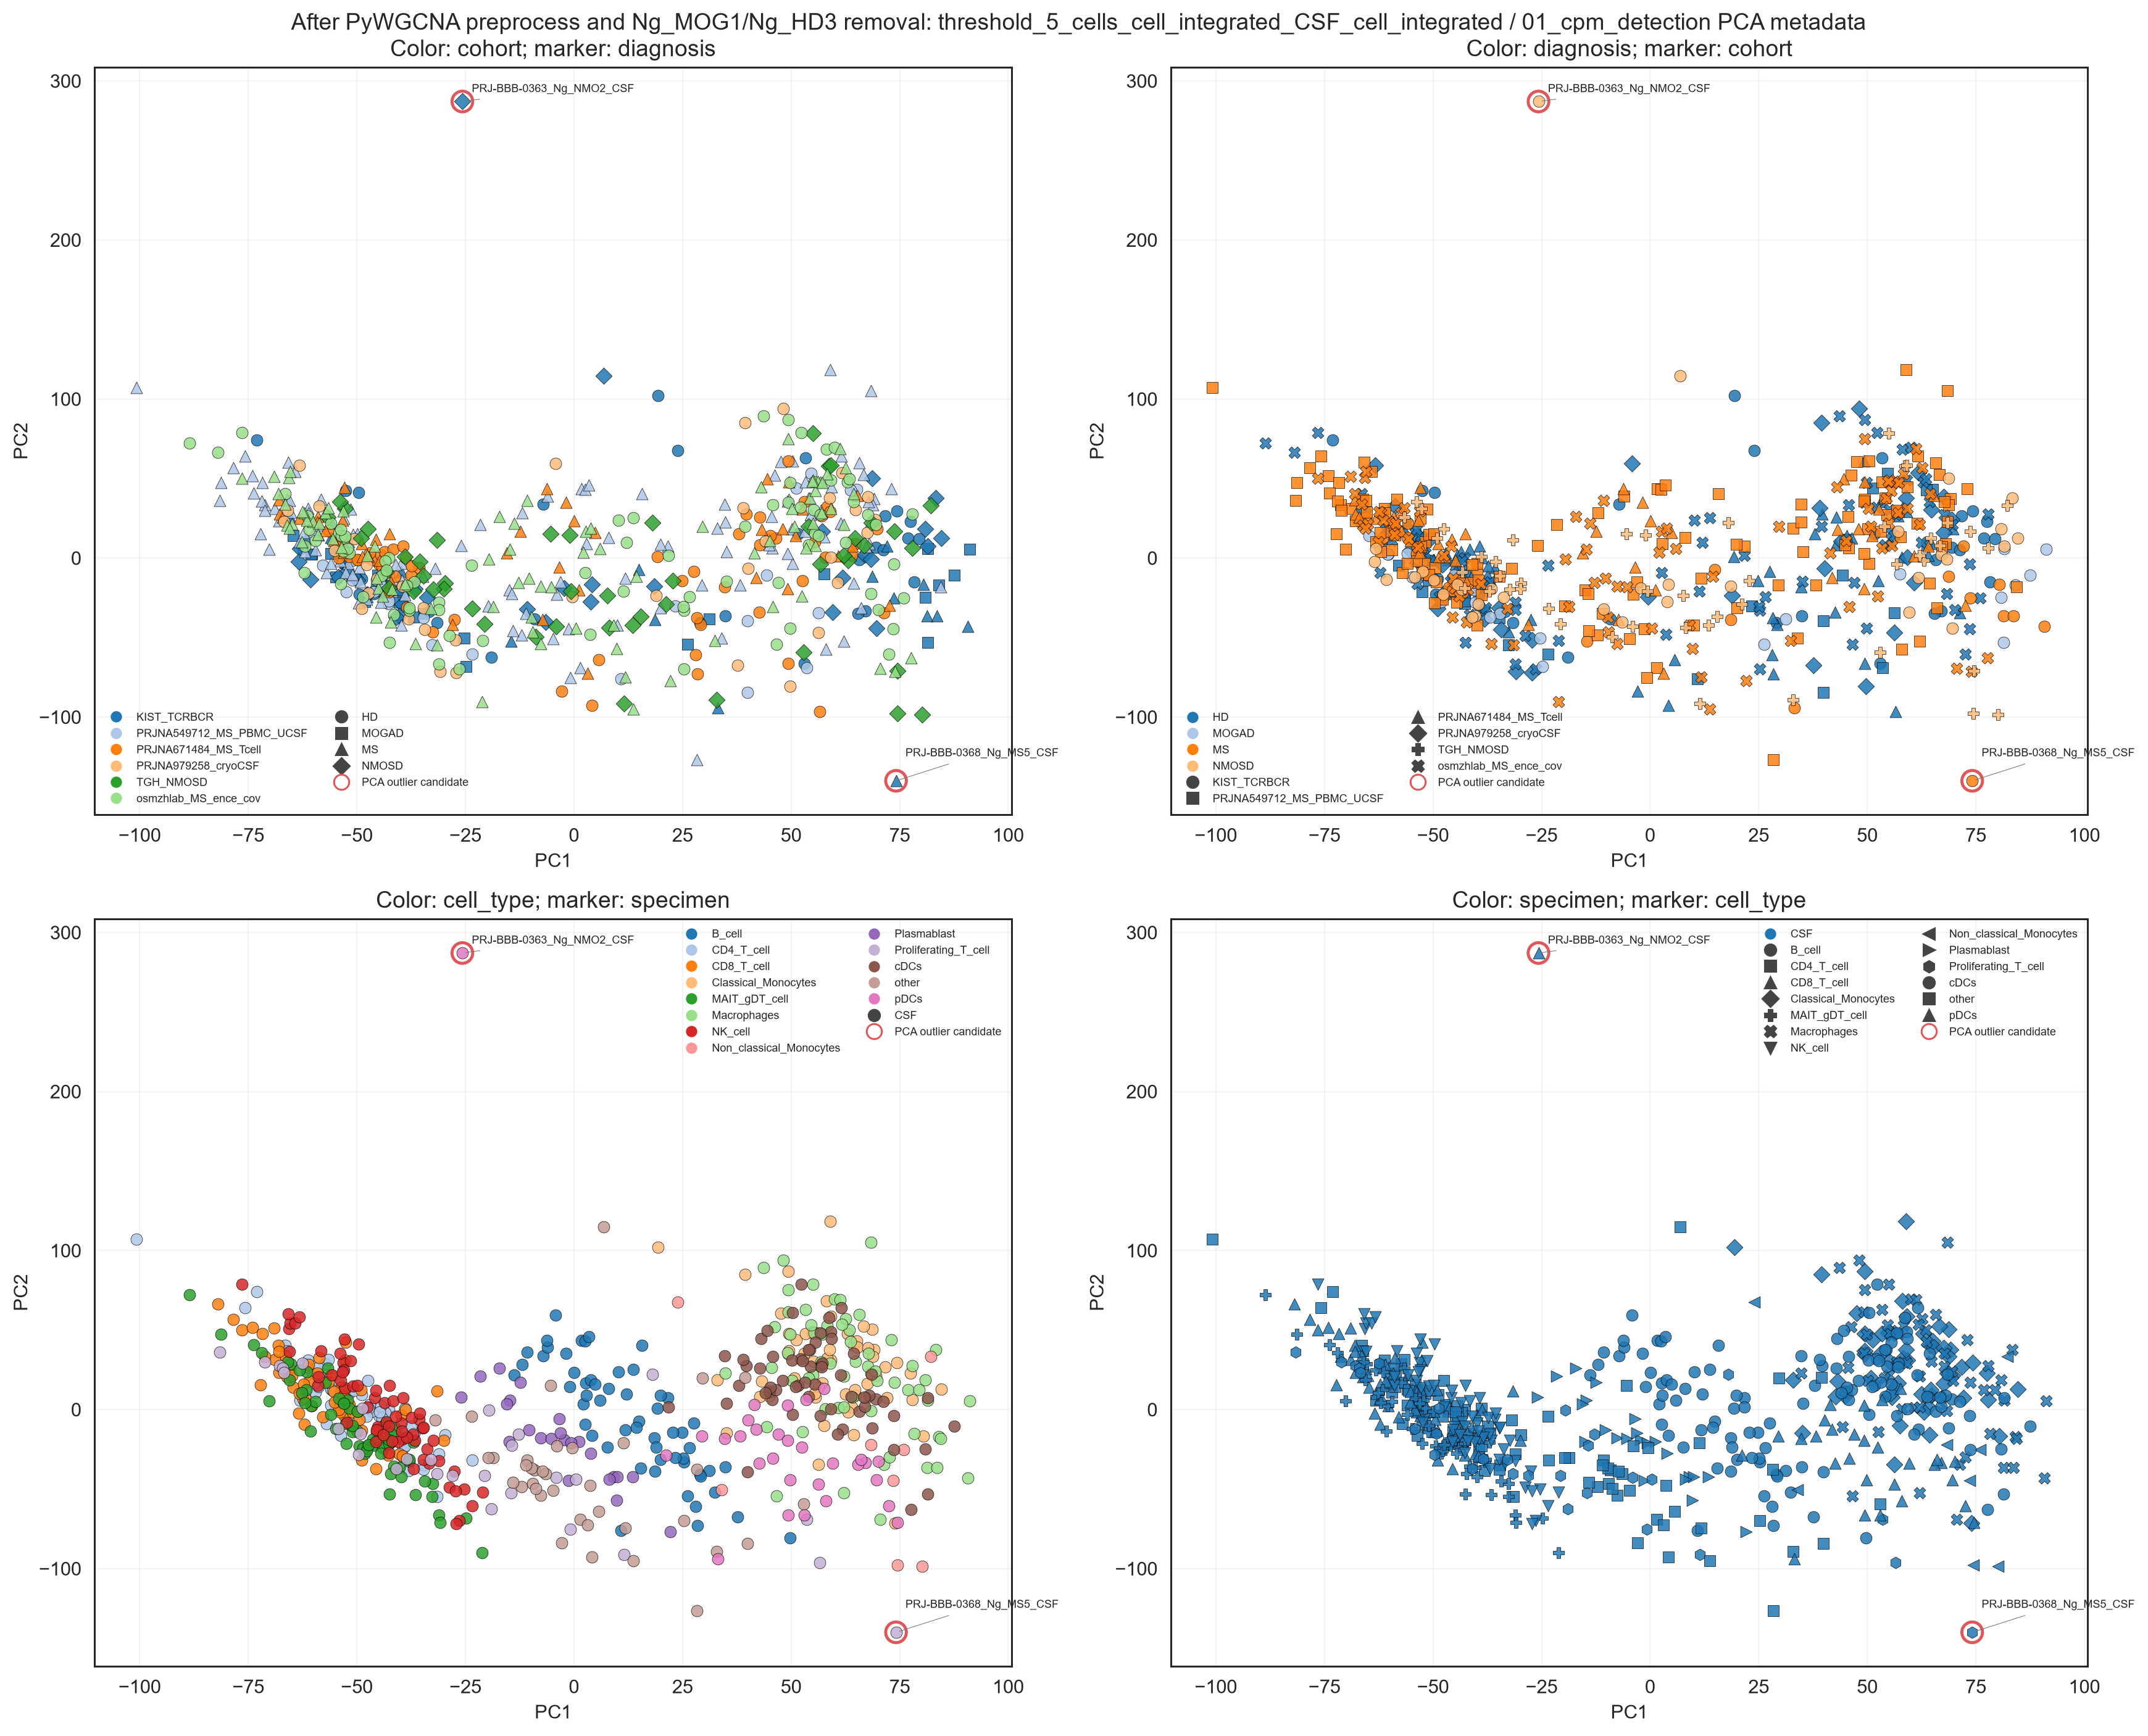 After PyWGCNA preprocess and Ng_MOG1/Ng_HD3 removal: threshold_5_cells_cell_integrated_CSF_cell_integrated / 01_cpm_detection PCA metadata
Color: cohort; marker: diagnosis
PRJ-BBB-0363_Ng_NMO2_CSF
300
200
100
0
−100
PC2
KIST_TCRBCR
PRJNA549712_MS_PBMC_UCSF
PRJNA671484_MS_Tcell
PRJNA979258_cryoCSF
TGH_NMOSD
osmzhlab_MS_ence_cov
HD
MOGAD
MS
NMOSD
PCA outlier candidate
PRJ-BBB-0368_Ng_MS5_CSF
−100 −75 −50 −25 0 25 50 75 100
PC1
Color: diagnosis; marker: cohort
PRJ-BBB-0363_Ng_NMO2_CSF
300
200
100
0
−100
PC2
HD
MOGAD
MS
NMOSD
KIST_TCRBCR
PRJNA549712_MS_PBMC_UCSF
PRJNA671484_MS_Tcell
PRJNA979258_cryoCSF
TGH_NMOSD
osmzhlab_MS_ence_cov
PCA outlier candidate
PRJ-BBB-0368_Ng_MS5_CSF
−100 −75 −50 −25 0 25 50 75 100
PC1
Color: cell_type; marker: specimen
PRJ-BBB-0363_Ng_NMO2_CSF
B_cell
CD4_T_cell
CD8_T_cell
Classical_Monocytes
MAIT_gDT_cell
Macrophages
NK_cell
Non_classical_Monocytes
Plasmablast
Proliferating_T_cell
cDCs
other
pDCs
CSF
PCA outlier candidate
300
200
100
0
−100
PC2
PRJ-BBB-0368_Ng_MS5_CSF
−100 −75 −50 −25 0 25 50 75 100
PC1
Color: specimen; marker: cell_type
PRJ-BBB-0363_Ng_NMO2_CSF
CSF
B_cell
CD4_T_cell
CD8_T_cell
Classical_Monocytes
MAIT_gDT_cell
Macrophages
NK_cell
Non_classical_Monocytes
Plasmablast
Proliferating_T_cell
cDCs
other
pDCs
PCA outlier candidate
300
200
100
0
−100
PC2
PRJ-BBB-0368_Ng_MS5_CSF
−100 −75 −50 −25 0 25 50 75 100
PC1